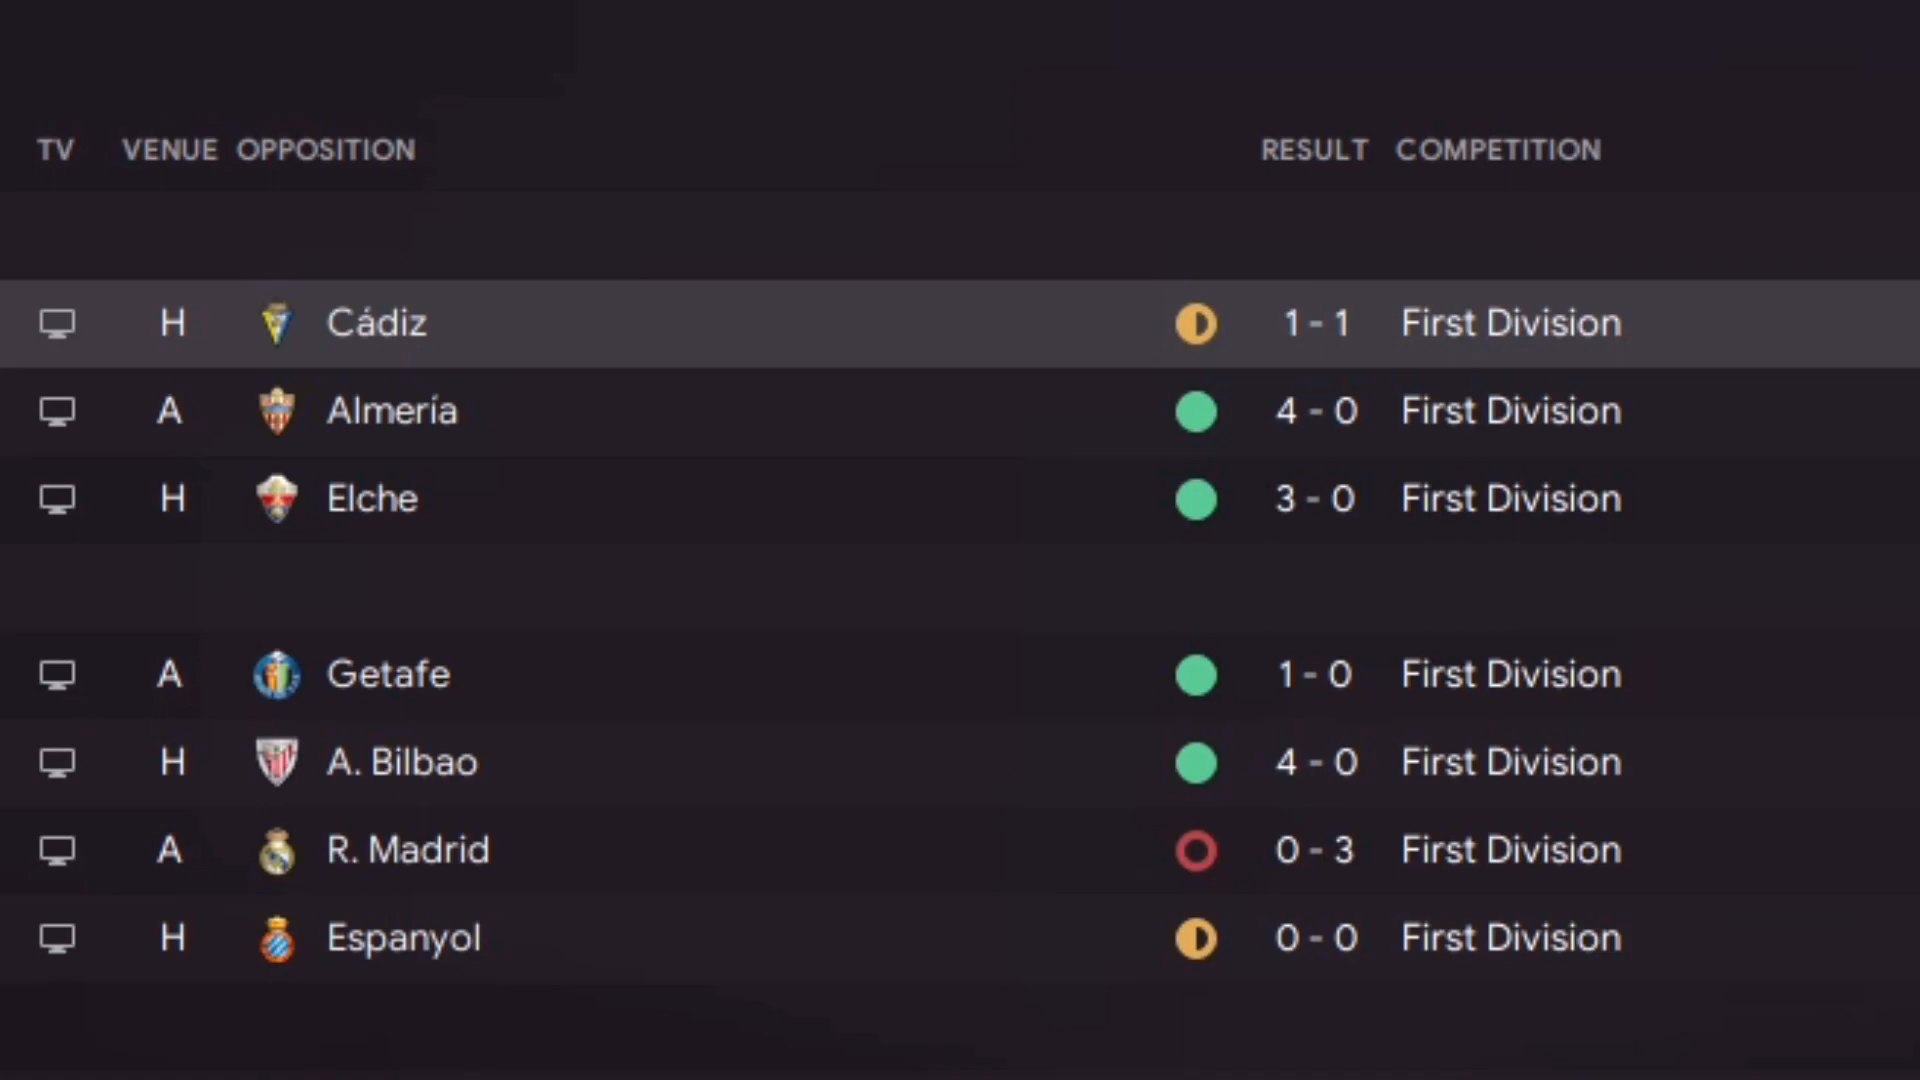 TV VENUE OPPOSITION RESULT COMPETITION
H Cádiz 1 - 1 First Division
A Almería 4 - 0 First Division
H Elche 3 - 0 First Division
A Getafe 1 - 0 First Division
H A. Bilbao 4 - 0 First Division
A R. Madrid 0 - 3 First Division
H Espanyol 0 - 0 First Division